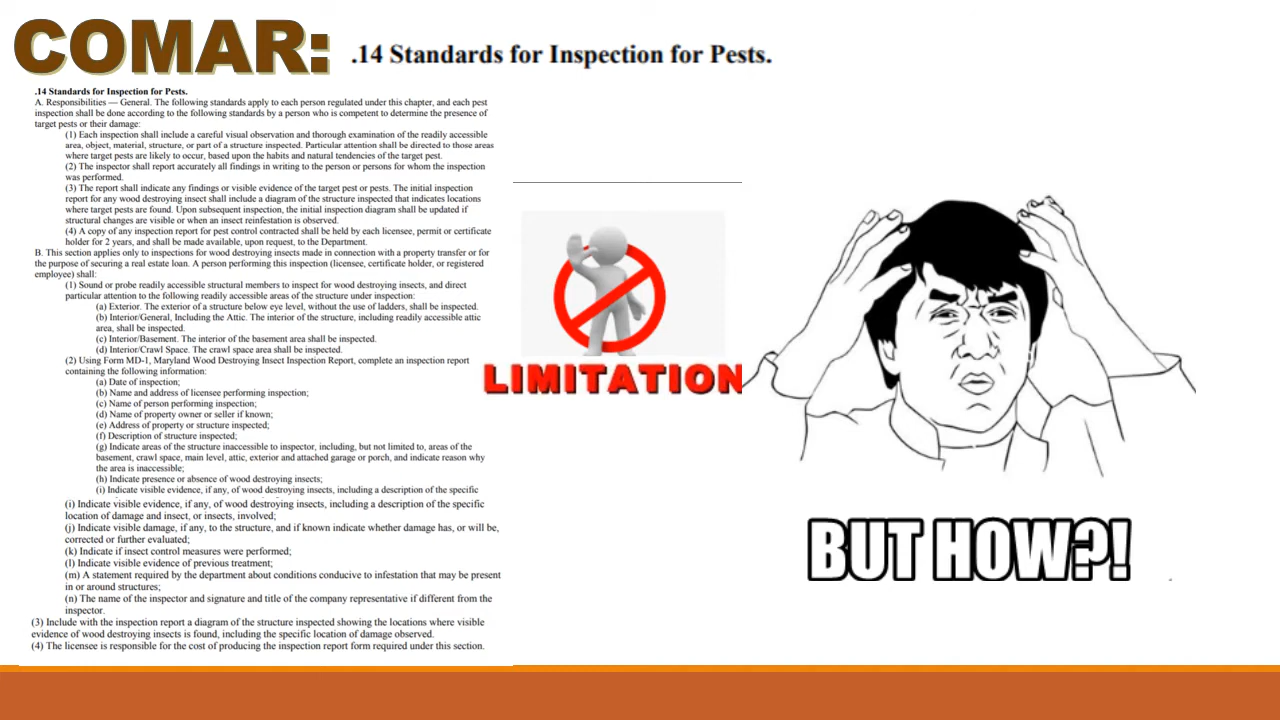 COMAR:
.14 Standards for Inspection for Pests.
.14 Standards for Inspection for Pests.
A. Responsibilities — General. The following standards apply to each person regulated under this chapter, and each pest
inspection shall be done according to the following standards by a person who is competent to determine the presence of
target pests or their damage:
(1) Each inspection shall include a careful visual observation and thorough examination of the readily accessible
area, object, material, structure, or part of a structure inspected. Particular attention shall be directed to those areas
where target pests are likely to occur, based upon the habits and natural tendencies of the target pest.
(2) The inspector shall report accurately all findings in writing to the person or persons for whom the inspection
was performed.
(3) The report shall indicate any findings or visible evidence of the target pest or pests. The initial inspection
report for any wood destroying insect shall include a diagram of the structure inspected that indicates locations
where target pests are found. Upon subsequent inspection, the initial inspection diagram shall be updated if
structural changes are visible or when an insect reinfestation is observed.
(4) A copy of any inspection report for pest control contracted shall be held by each licensee, permit or certificate
holder for 2 years, and shall be made available, upon request, to the Department.
B. This section applies only to inspections for wood destroying insects made in connection with a property transfer or for
the purpose of securing a real estate loan. A person performing this inspection (licensee, certificate holder, or registered
employee) shall:
(1) Sound or probe readily accessible structural members to inspect for wood destroying insects, and direct
particular attention to the following readily accessible areas of the structure under inspection:
(a) Exterior. The exterior of a structure below eye level, without the use of ladders, shall be inspected.
(b) Interior/General, Including the Attic. The interior of the structure, including readily accessible attic
area, shall be inspected.
(c) Interior/Basement. The interior of the basement area shall be inspected.
(d) Interior/Crawl Space. The crawl space area shall be inspected.
(2) Using Form MD-1, Maryland Wood Destroying Insect Inspection Report, complete an inspection report
containing the following information:
(a) Date of inspection;
(b) Name and address of licensee performing inspection;
(c) Name of person performing inspection;
(d) Name of property owner or seller if known;
(e) Address of property or structure inspected;
(f) Description of structure inspected;
(g) Indicate areas of the structure inaccessible to inspector, including, but not limited to, areas of the
basement, crawl space, main level, attic, exterior and attached garage or porch, and indicate reason why
the area is inaccessible;
(h) Indicate presence or absence of wood destroying insects;
(i) Indicate visible evidence, if any, of wood destroying insects, including a description of the specific
(i) Indicate visible evidence, if any, of wood destroying insects, including a description of the specific
location of damage and insect, or insects, involved;
(j) Indicate visible damage, if any, to the structure, and if known indicate whether damage has, or will be,
corrected or further evaluated;
(k) Indicate if insect control measures were performed;
(l) Indicate visible evidence of previous treatment;
(m) A statement required by the department about conditions conducive to infestation that may be present
in or around structures;
(n) The name of the inspector and signature and title of the company representative if different from the
inspector.
(3) Include with the inspection report a diagram of the structure inspected showing the locations where visible
evidence of wood destroying insects is found, including the specific location of damage observed.
(4) The licensee is responsible for the cost of producing the inspection report form required under this section.
LIMITATION
BUT HOW?!